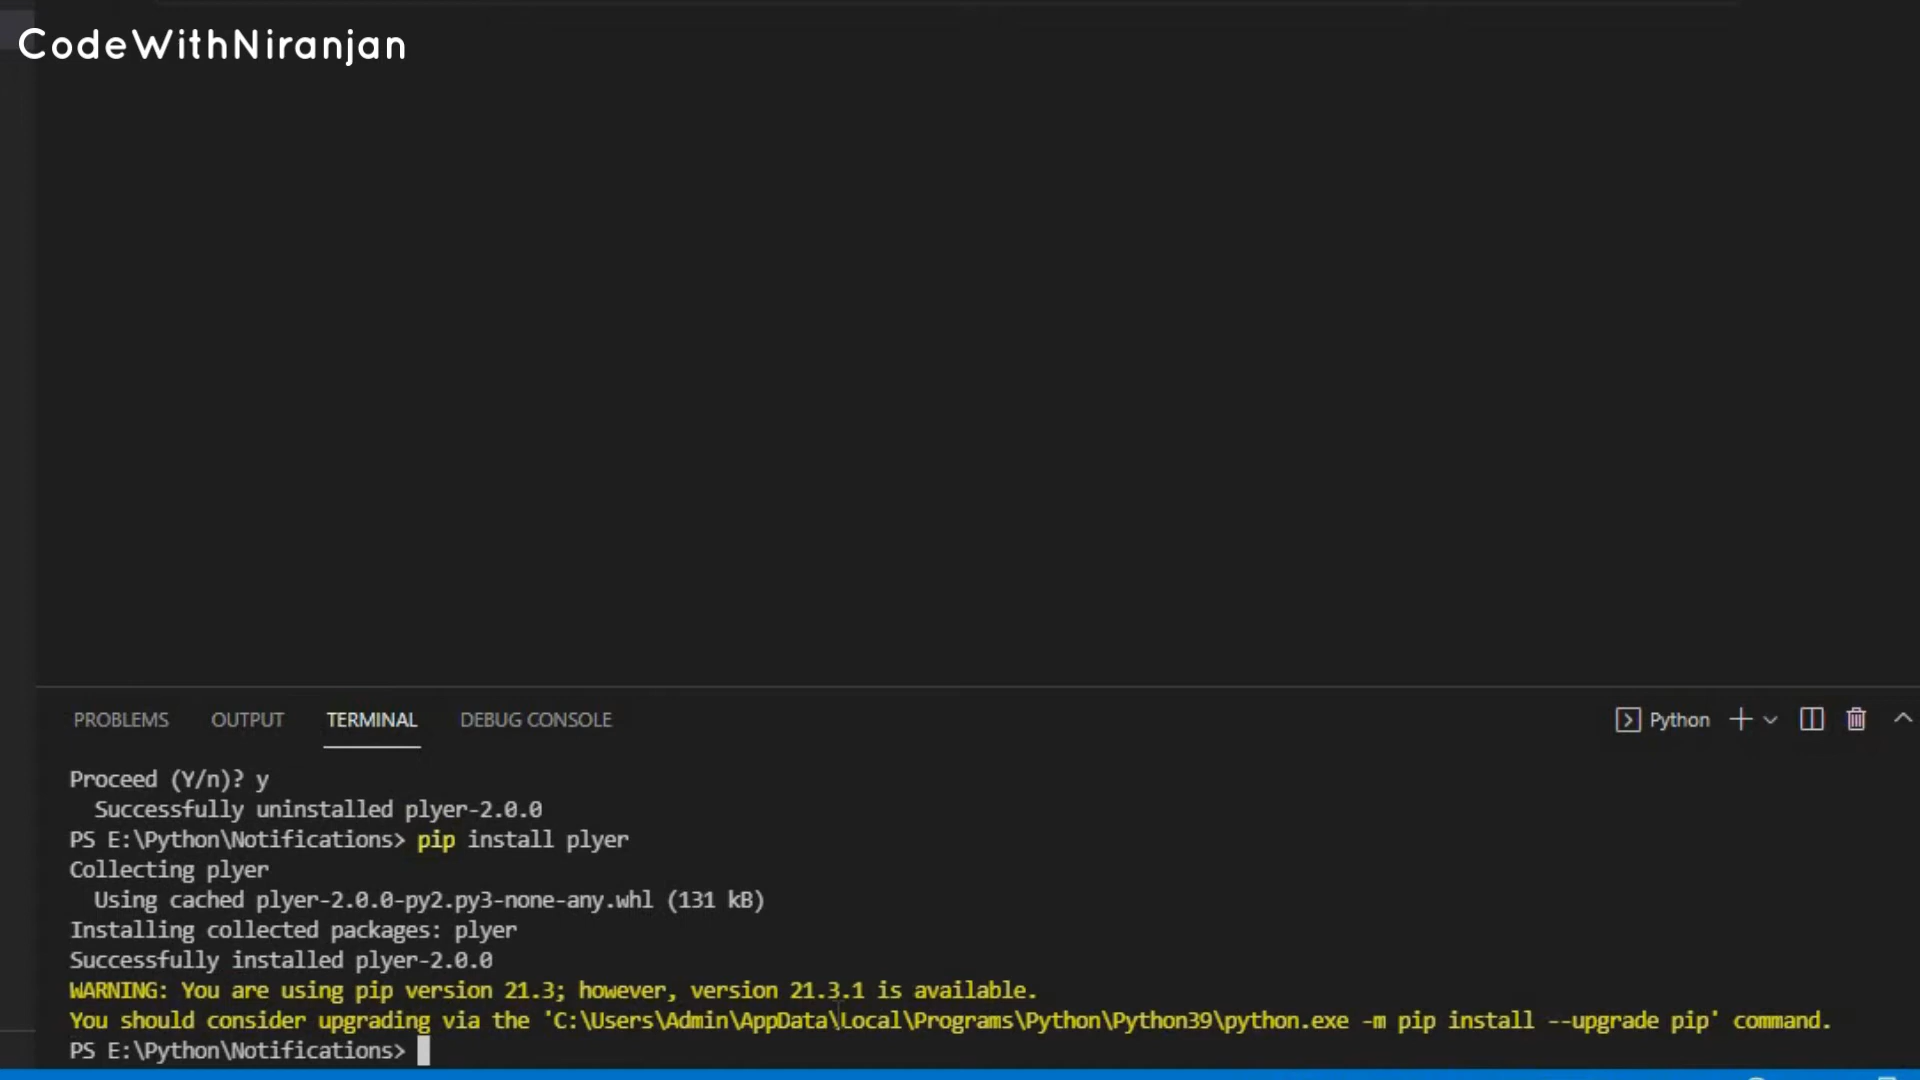 CodeWithNiranjan
PROBLEMS OUTPUT TERMINAL DEBUG CONSOLE Python
Proceed (Y/n)? y
Successfully uninstalled plyer-2.0.0
PS E:\Python\Notifications> pip install plyer
Collecting plyer
Using cached plyer-2.0.0-py2.py3-none-any.whl (131 kB)
Installing collected packages: plyer
Successfully installed plyer-2.0.0
WARNING: You are using pip version 21.3; however, version 21.3.1 is available.
You should consider upgrading via the 'C:\Users\Admin\AppData\Local\Programs\Python\Python39\python.exe -m pip install --upgrade pip' command.
PS E:\Python\Notifications>